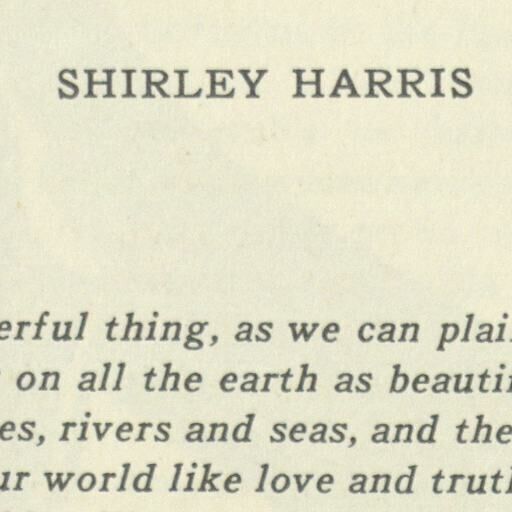 SHIRLEY HARRIS
erful thing, as we can plai
on all the earth as beauti
es, rivers and seas, and the
ur world like love and trut